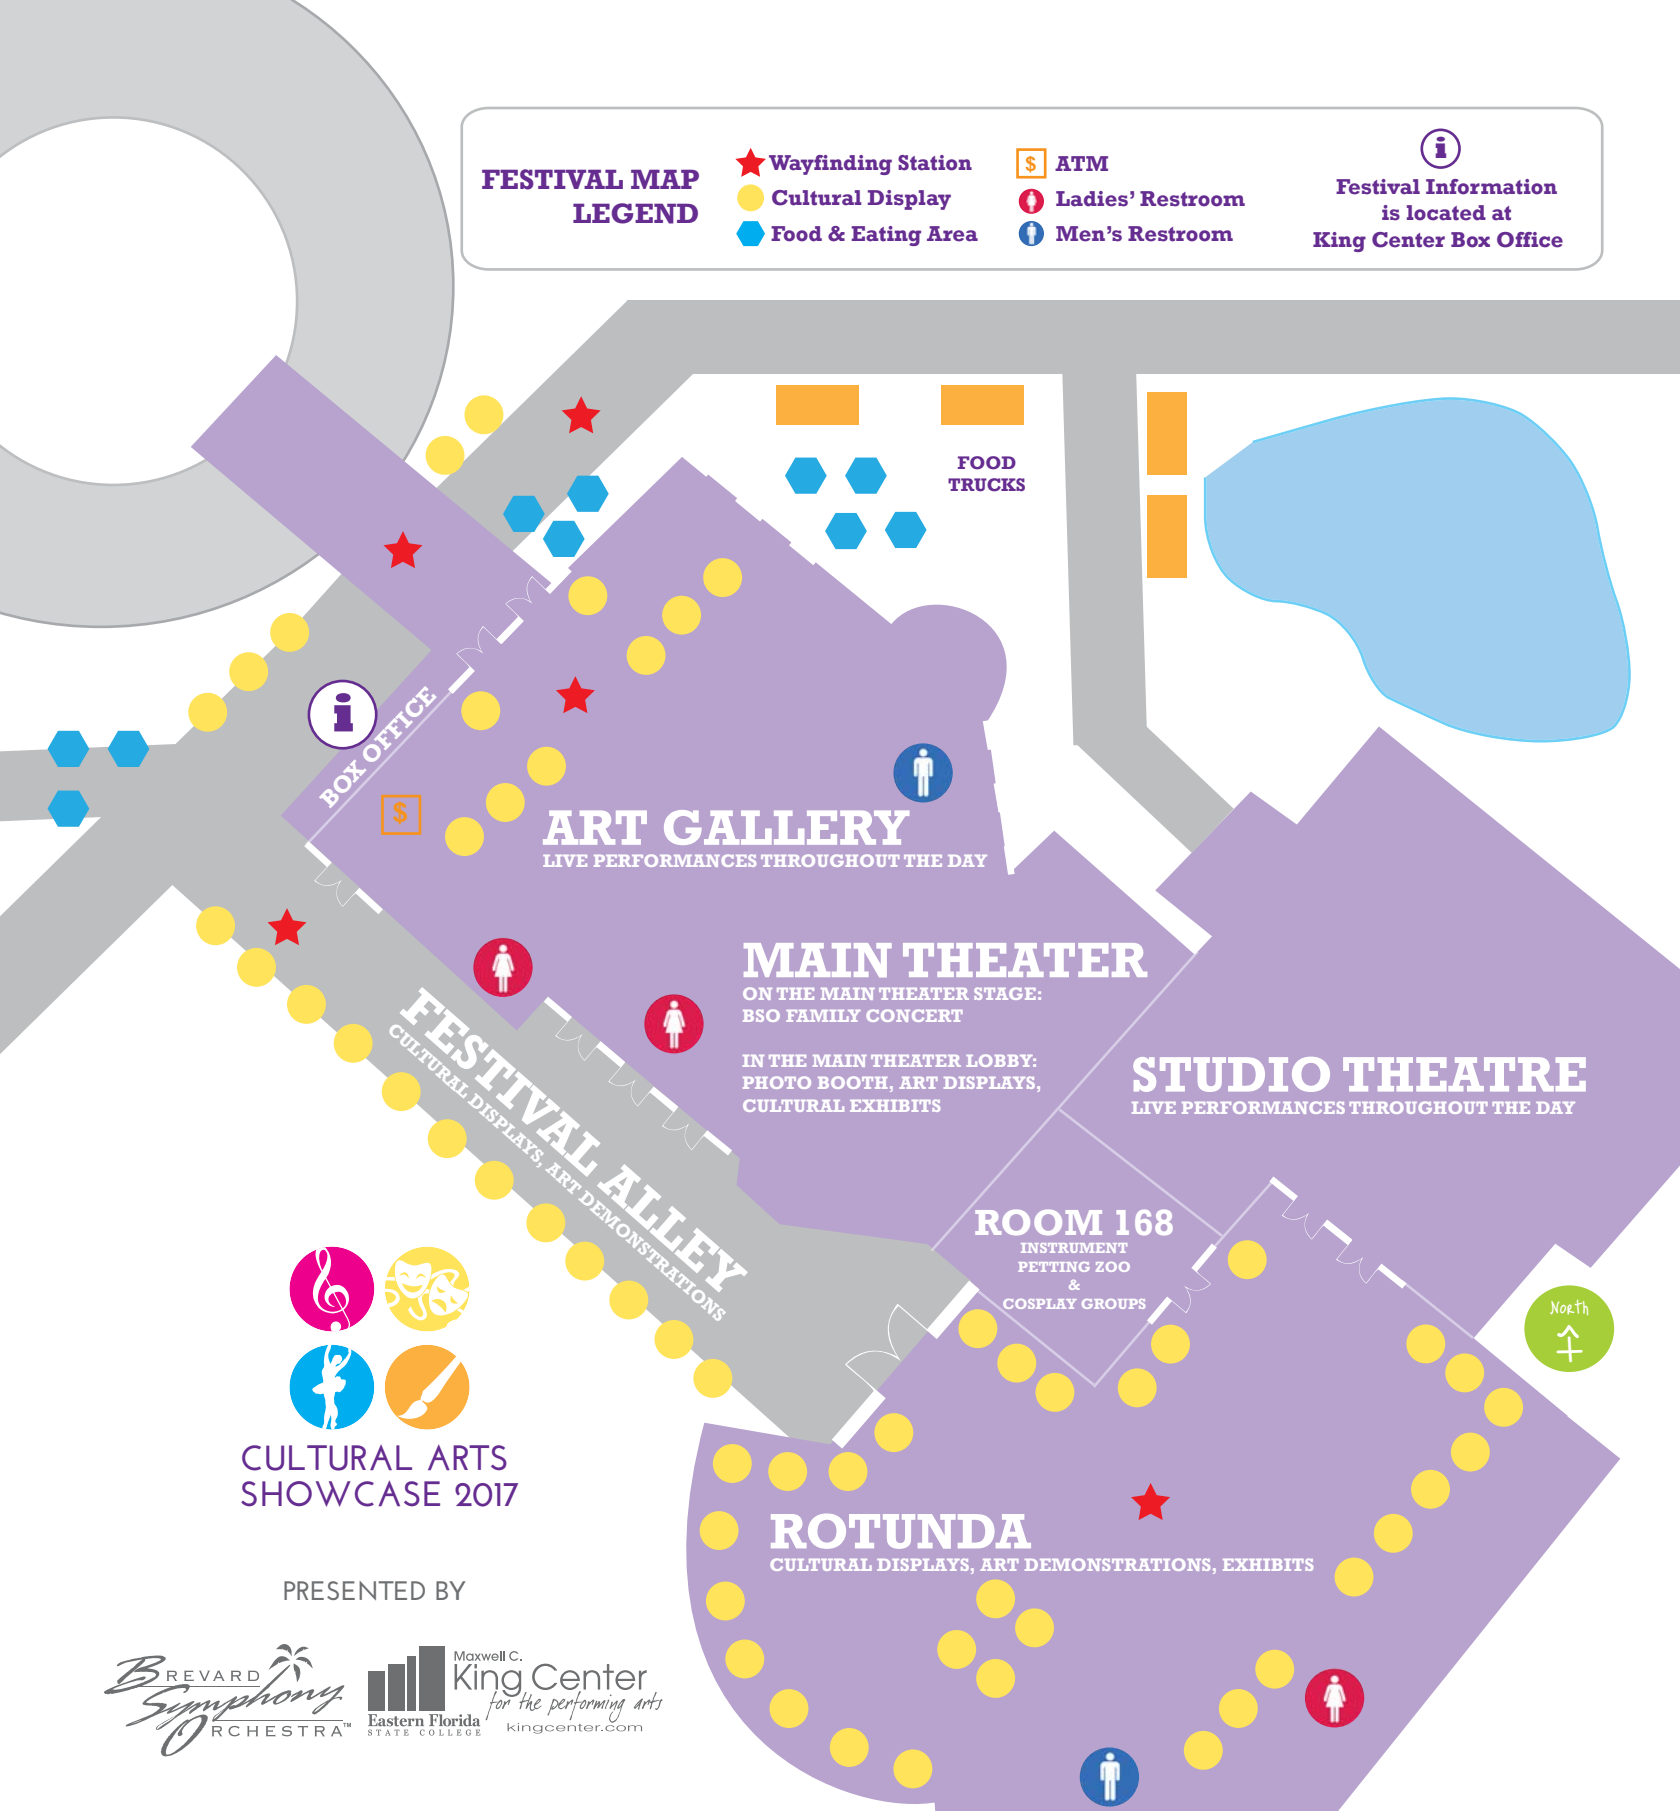 FESTIVAL MAP
LEGEND
Wayfinding Station
Cultural Display
Food & Eating Area
$ ATM
Ladies' Restroom
Men's Restroom
i
Festival Information
is located at
King Center Box Office
FOOD
TRUCKS
i
BOX OFFICE
$
ART GALLERY
LIVE PERFORMANCES THROUGHOUT THE DAY
MAIN THEATER
ON THE MAIN THEATER STAGE:
BSO FAMILY CONCERT
IN THE MAIN THEATER LOBBY:
PHOTO BOOTH, ART DISPLAYS,
CULTURAL EXHIBITS
STUDIO THEATRE
LIVE PERFORMANCES THROUGHOUT THE DAY
FESTIVAL ALLEY
CULTURAL DISPLAYS, ART DEMONSTRATIONS
ROOM 168
INSTRUMENT
PETTING ZOO
&
COSPLAY GROUPS
North
CULTURAL ARTS
SHOWCASE 2017
ROTUNDA
CULTURAL DISPLAYS, ART DEMONSTRATIONS, EXHIBITS
PRESENTED BY
BREVARD
Symphony
ORCHESTRA™
Maxwell C.
King Center
for the performing arts
kingcenter.com
Eastern Florida
STATE COLLEGE